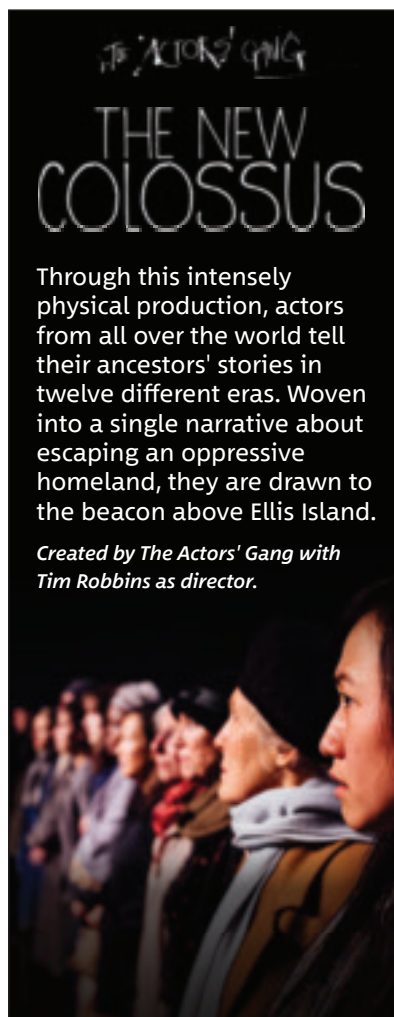 THE ACTORS' GANG
THE NEW
COLOSSUS
Through this intensely
physical production, actors
from all over the world tell
their ancestors' stories in
twelve different eras. Woven
into a single narrative about
escaping an oppressive
homeland, they are drawn to
the beacon above Ellis Island.
Created by The Actors' Gang with
Tim Robbins as director.